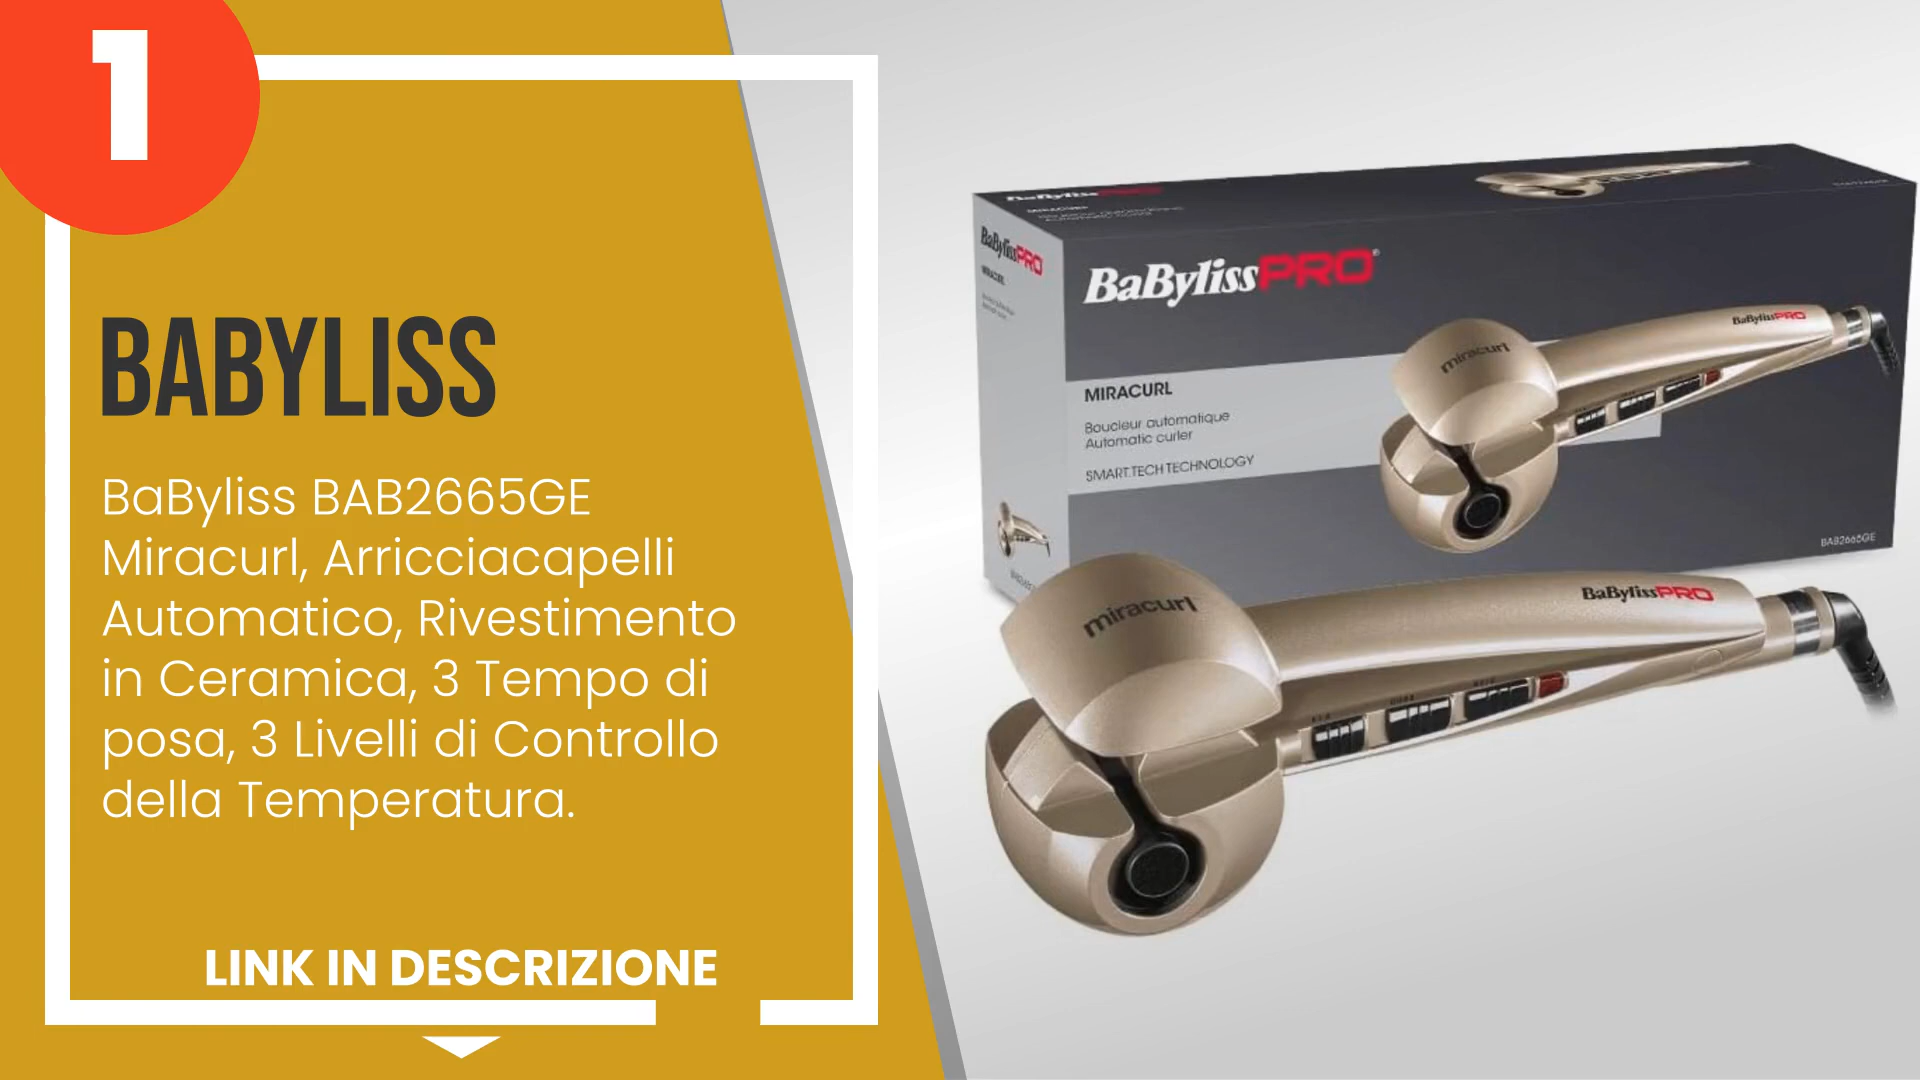 1
BABYLISS
BaByliss BAB2665GE
Miracurl, Arricciacapelli
Automatico, Rivestimento
in Ceramica, 3 Tempo di
posa, 3 Livelli di Controllo
della Temperatura.
LINK IN DESCRIZIONE
BaBylissPRO
BaBylissPRO®
MIRACURL
Boucleur automatique
Automatic curler
SMART.TECH TECHNOLOGY
miracurl
BaBylissPRO
BAB2665GE
miracurl
BaBylissPRO